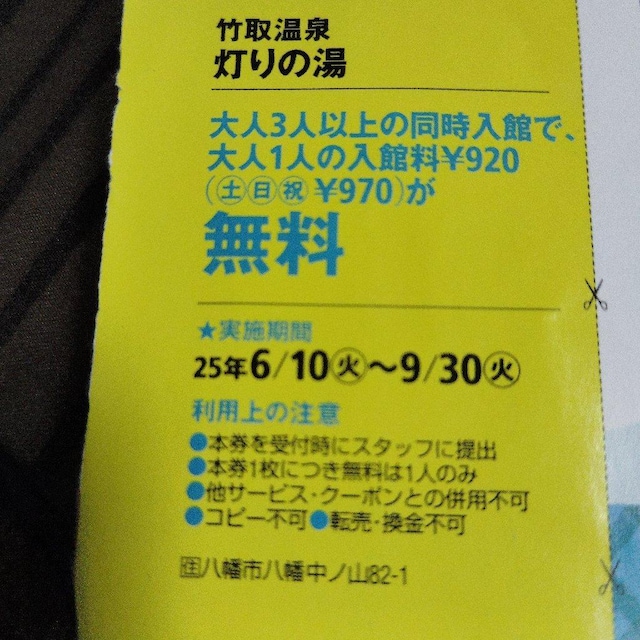 竹取温泉
灯りの湯
大人3人以上の同時入館で、
大人1人の入館料¥920
(㊏㊐㊗¥970)が
無料
★実施期間
25年6/10㊋〜9/30㊋
利用上の注意
●本券を受付時にスタッフに提出
●本券1枚につき無料は1人のみ
●他サービス・クーポンとの併用不可
●コピー不可●転売・換金不可
住八幡市八幡中ノ山82-1